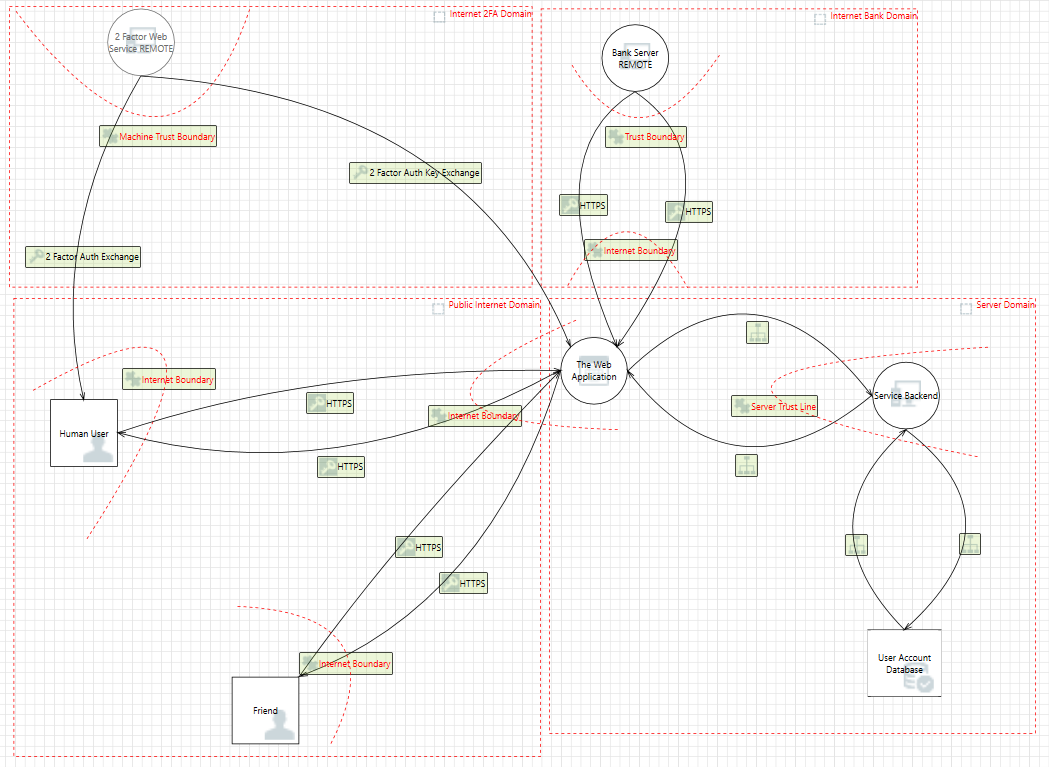 Internet 2FA Domain
Internet Bank Domain
2 Factor Web
Service REMOTE
Bank Server
REMOTE
Machine Trust Boundary
Trust Boundary
2 Factor Auth Key Exchange
HTTPS
HTTPS
2 Factor Auth Exchange
Internet Boundary
Public Internet Domain
Server Domain
The Web
Application
Internet Boundary
Service Backend
HTTPS
Server Trust Line
Internet Boundary
Human User
HTTPS
HTTPS
HTTPS
User Account
Database
Internet Boundary
Friend